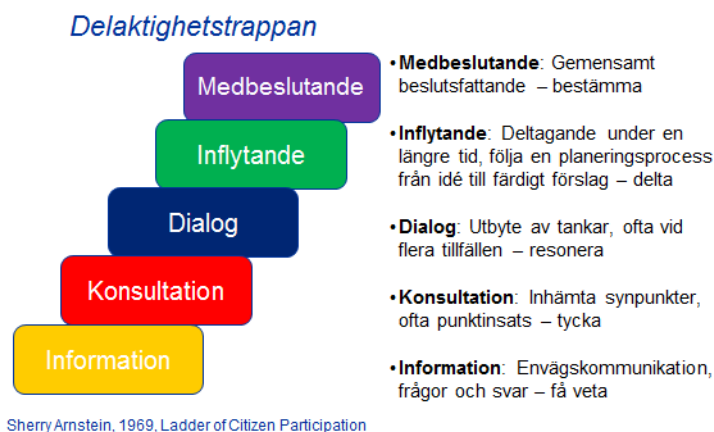 Delaktighetstrappan
Medbeslutande
Inflytande
Dialog
Konsultation
Information
• Medbeslutande: Gemensamt
beslutsfattande – bestämma
• Inflytande: Deltagande under en
längre tid, följa en planeringsprocess
från idé till färdigt förslag – delta
• Dialog: Utbyte av tankar, ofta vid
flera tillfällen – resonera
• Konsultation: Inhämta synpunkter,
ofta punktinsats – tycka
• Information: Envägskommunikation,
frågor och svar – få veta
Sherry Arnstein, 1969, Ladder of Citizen Participation